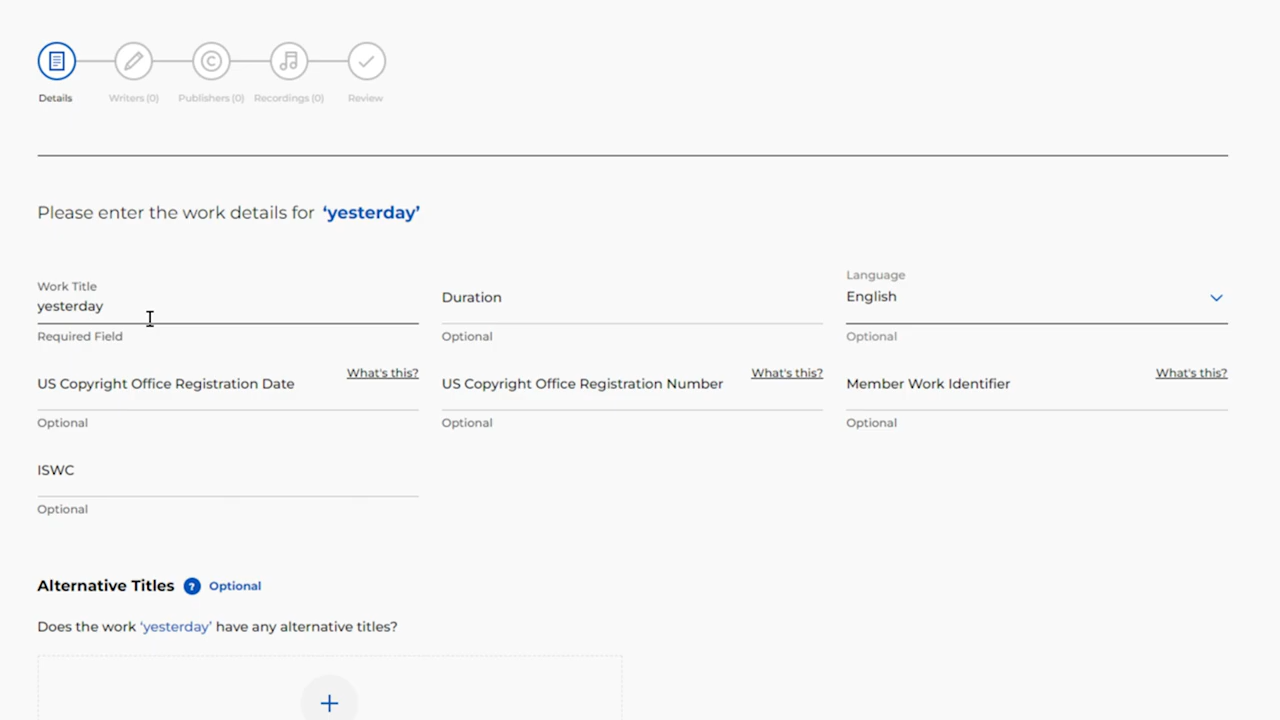 Details
Writers (0)
Publishers (0)
Recordings (0)
Review
Please enter the work details for ‘yesterday’
Work Title
yesterday
Required Field
Duration
Optional
Language
English
Optional
US Copyright Office Registration Date
What's this?
Optional
US Copyright Office Registration Number
What's this?
Optional
Member Work Identifier
What's this?
Optional
ISWC
Optional
Alternative Titles ? Optional
Does the work ‘yesterday’ have any alternative titles?